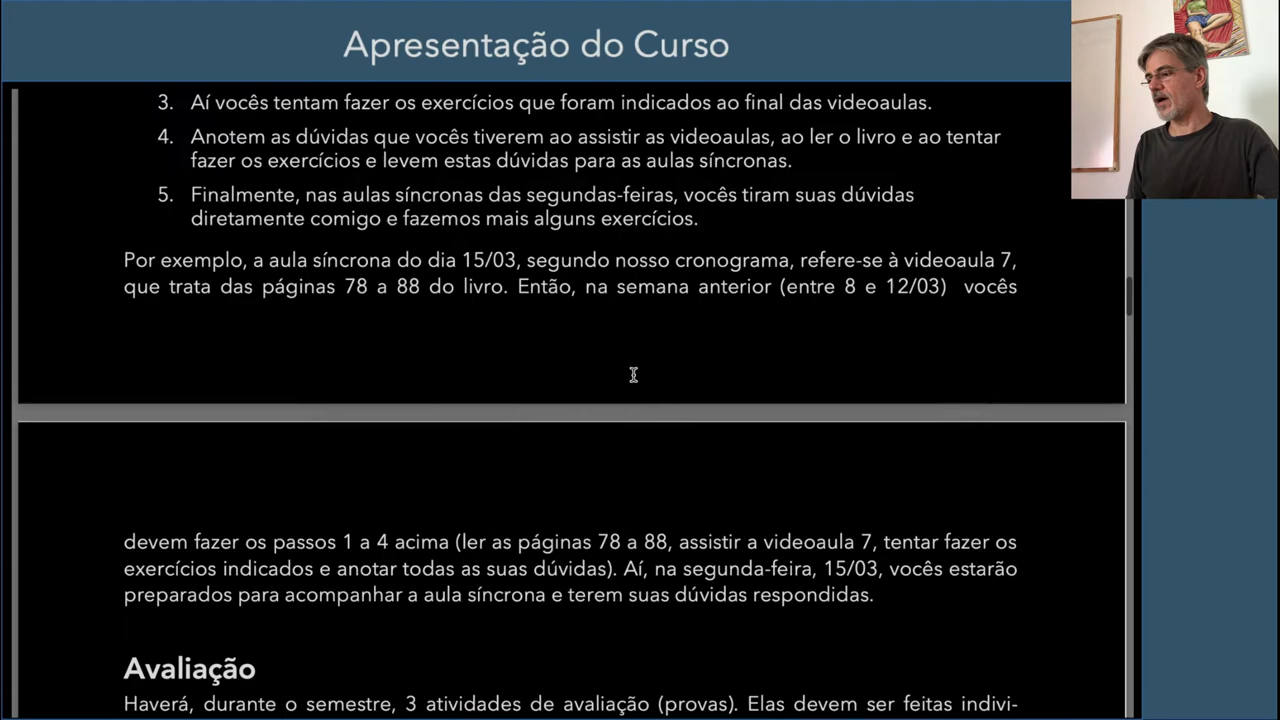 Apresentação do Curso
3. Aí vocês tentam fazer os exercícios que foram indicados ao final das videoaulas.
4. Anotem as dúvidas que vocês tiverem ao assistir as videoaulas, ao ler o livro e ao tentar
fazer os exercícios e levem estas dúvidas para as aulas síncronas.
5. Finalmente, nas aulas síncronas das segundas-feiras, vocês tiram suas dúvidas
diretamente comigo e fazemos mais alguns exercícios.
Por exemplo, a aula síncrona do dia 15/03, segundo nosso cronograma, refere-se à videoaula 7,
que trata das páginas 78 a 88 do livro. Então, na semana anterior (entre 8 e 12/03) vocês
devem fazer os passos 1 a 4 acima (ler as páginas 78 a 88, assistir a videoaula 7, tentar fazer os
exercícios indicados e anotar todas as suas dúvidas). Aí, na segunda-feira, 15/03, vocês estarão
preparados para acompanhar a aula síncrona e terem suas dúvidas respondidas.
Avaliação
Haverá, durante o semestre, 3 atividades de avaliação (provas). Elas devem ser feitas indivi-